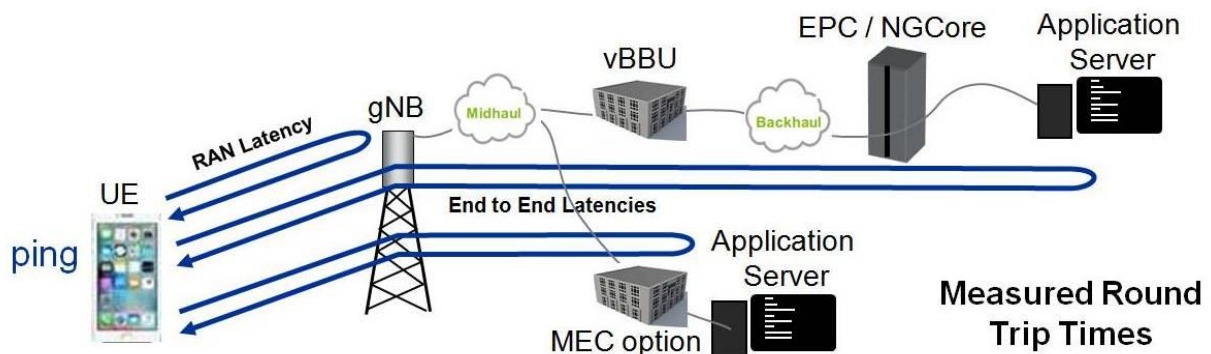 EPC / NGCore
Application
Server
vBBU
gNB
Midhaul
Backhaul
RAN Latency
UE
End to End Latencies
ping
Application
Server
MEC option
Measured Round
Trip Times